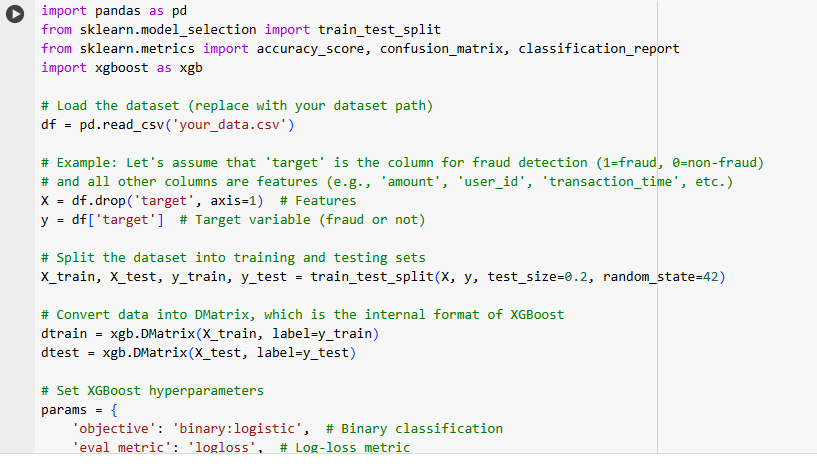 import pandas as pd
from sklearn.model_selection import train_test_split
from sklearn.metrics import accuracy_score, confusion_matrix, classification_report
import xgboost as xgb
# Load the dataset (replace with your dataset path)
df = pd.read_csv('your_data.csv')
# Example: Let's assume that 'target' is the column for fraud detection (1=fraud, 0=non-fraud)
# and all other columns are features (e.g., 'amount', 'user_id', 'transaction_time', etc.)
X = df.drop('target', axis=1)  # Features
y = df['target']  # Target variable (fraud or not)
# Split the dataset into training and testing sets
X_train, X_test, y_train, y_test = train_test_split(X, y, test_size=0.2, random_state=42)
# Convert data into DMatrix, which is the internal format of XGBoost
dtrain = xgb.DMatrix(X_train, label=y_train)
dtest = xgb.DMatrix(X_test, label=y_test)
# Set XGBoost hyperparameters
params = {
    'objective': 'binary:logistic',  # Binary classification
    'eval_metric': 'logloss',  # Log-loss metric